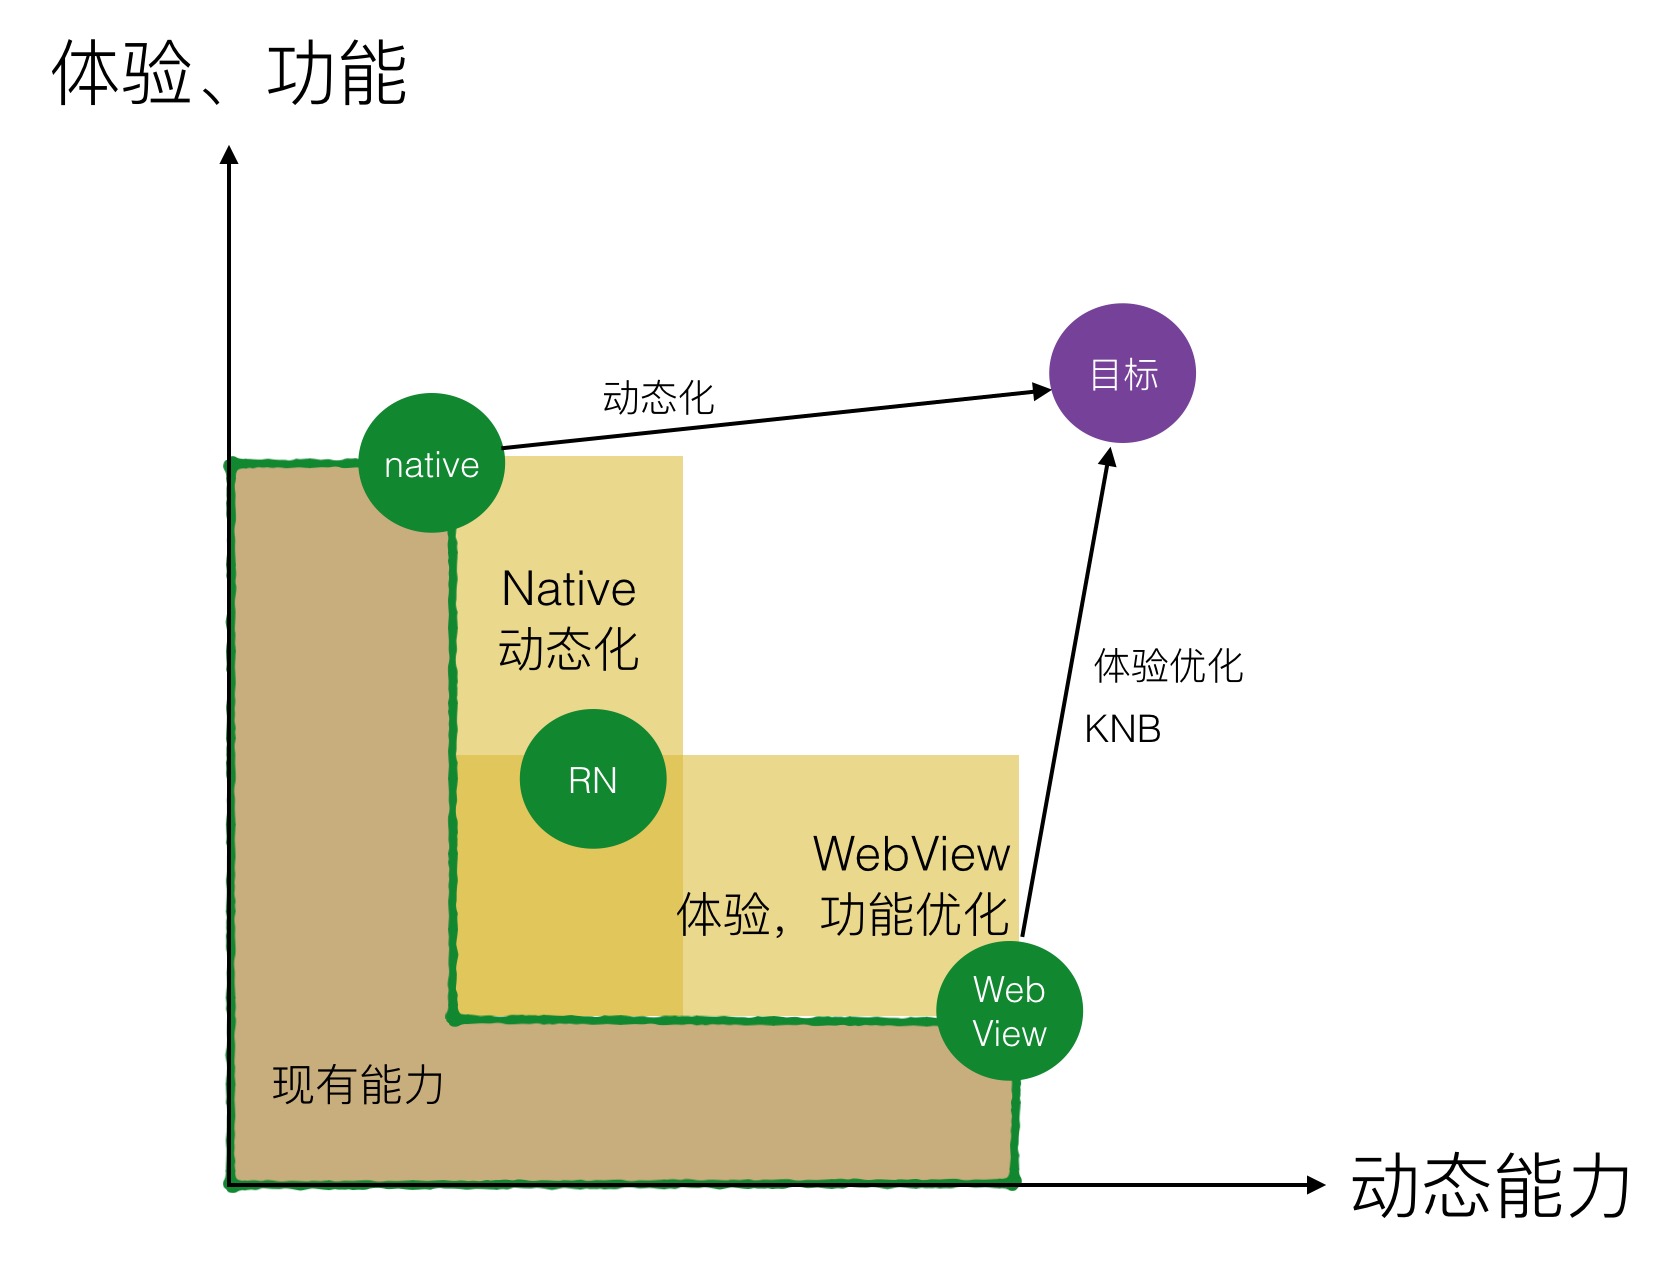 体验、功能
目标
动态化
native
Native
动态化
体验优化
KNB
RN
WebView
体验，功能优化
Web
View
现有能力
动态能力